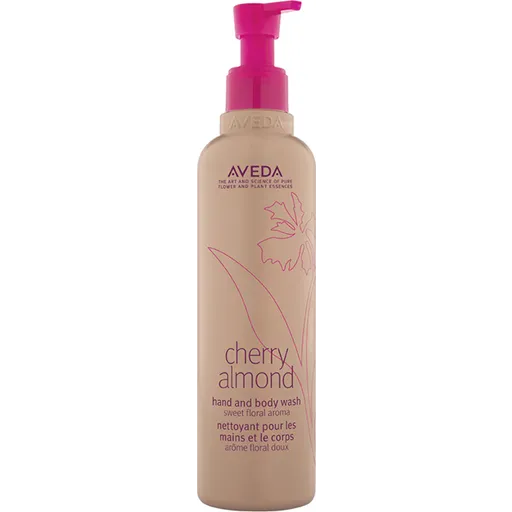 AVEDA
AVEDA
THE ART AND SCIENCE OF PURE
FLOWER AND PLANT ESSENCES
cherry
almond
hand and body wash
sweet floral aroma
nettoyant pour les
mains et le corps
arôme floral doux